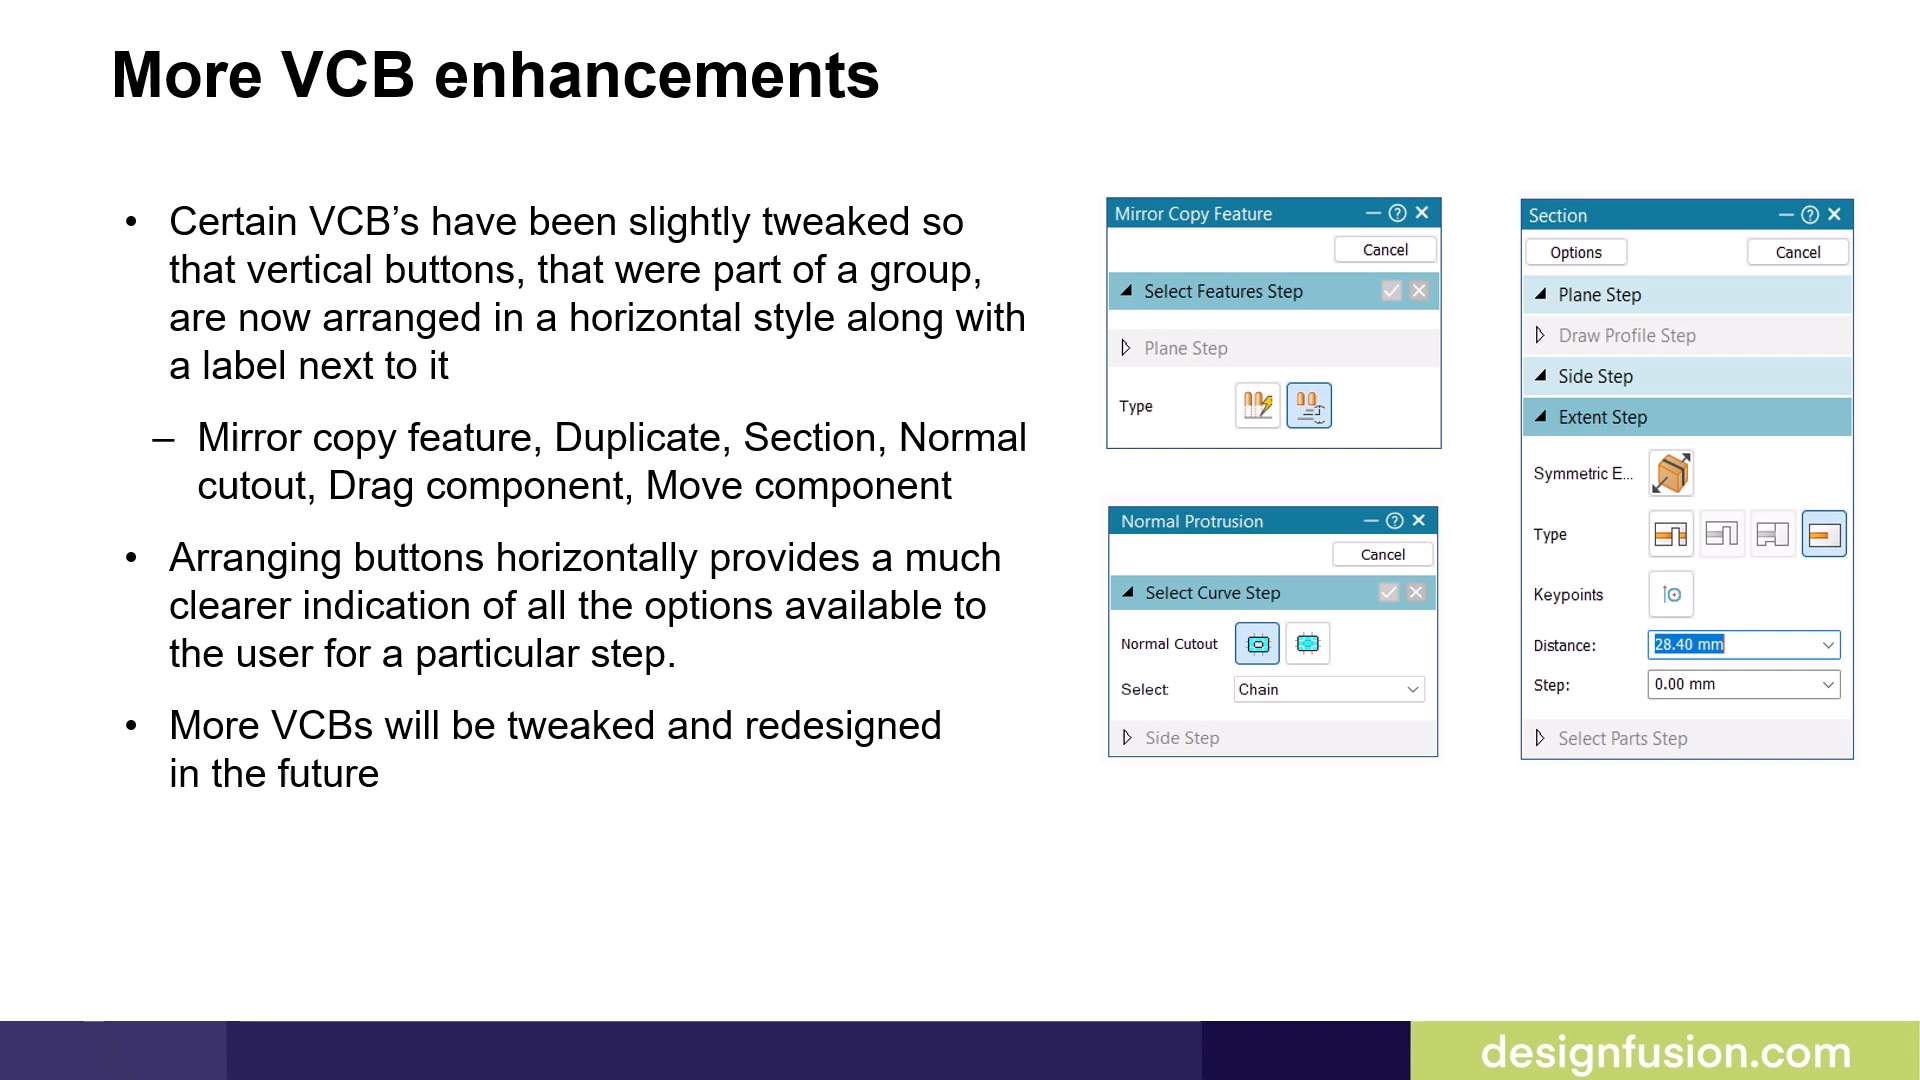 More VCB enhancements
• Certain VCB’s have been slightly tweaked so
that vertical buttons, that were part of a group,
are now arranged in a horizontal style along with
a label next to it
– Mirror copy feature, Duplicate, Section, Normal
cutout, Drag component, Move component
• Arranging buttons horizontally provides a much
clearer indication of all the options available to
the user for a particular step.
• More VCBs will be tweaked and redesigned
in the future
Mirror Copy Feature
Cancel
Select Features Step
Plane Step
Type
Normal Protrusion
Cancel
Select Curve Step
Normal Cutout
Select: Chain
Side Step
Section
Options Cancel
Plane Step
Draw Profile Step
Side Step
Extent Step
Symmetric E...
Type
Keypoints
Distance: 28.40 mm
Step: 0.00 mm
Select Parts Step
designfusion.com